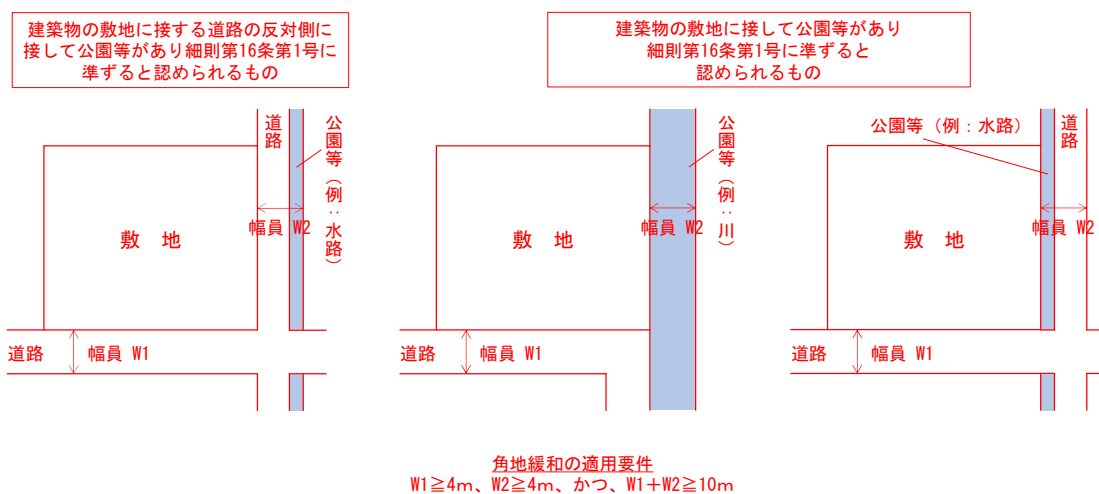 建築物の敷地に接する道路の反対側に
接して公園等があり細則第16条第1号に
準ずると認められるもの
建築物の敷地に接して公園等があり
細則第16条第1号に準ずると
認められるもの
道路
公園等（例：水路）
敷　地
幅員 W2
道路
幅員 W1
公園等（例：川）
敷　地
幅員 W2
道路
幅員 W1
公園等（例：水路）
道路
敷　地
幅員 W2
道路
幅員 W1
角地緩和の適用要件
W1≧4m、W2≧4m、かつ、W1＋W2≧10m